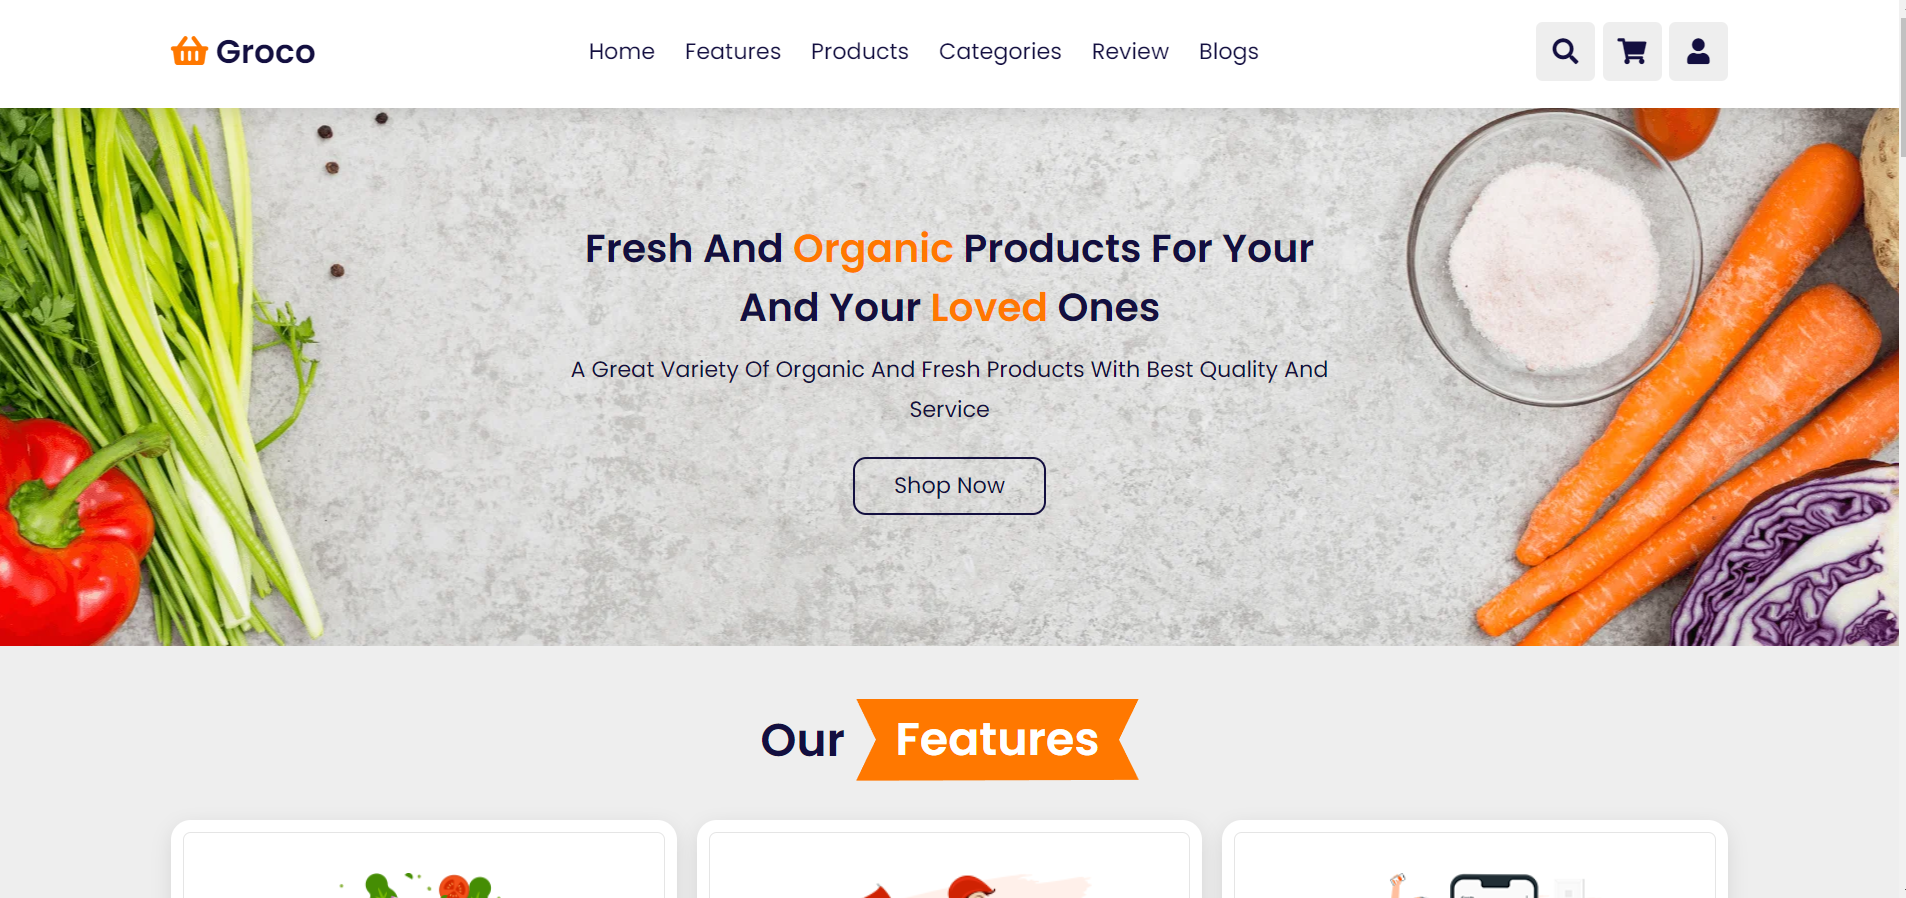 Groco
Home Features Products Categories Review Blogs
Fresh And Organic Products For Your
And Your Loved Ones
A Great Variety Of Organic And Fresh Products With Best Quality And
Service
Shop Now
Our Features